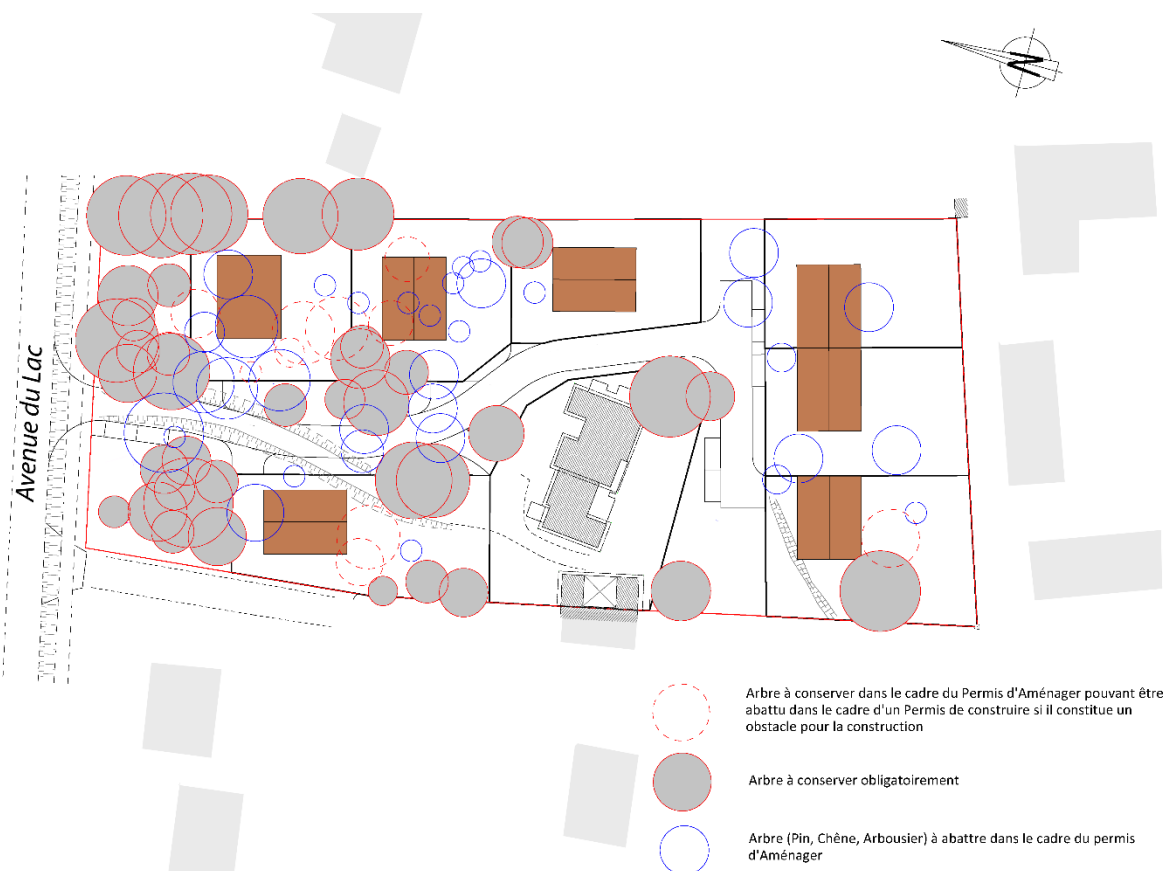 N
Avenue du Lac
Arbre à conserver dans le cadre du Permis d'Aménager pouvant être
abattu dans le cadre d'un Permis de construire si il constitue un
obstacle pour la construction
Arbre à conserver obligatoirement
Arbre (Pin, Chêne, Arbousier) à abattre dans le cadre du permis
d'Aménager